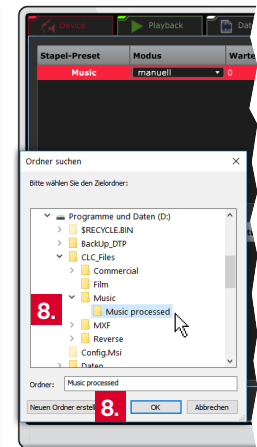 Device Playback Dat
Stapel-Preset Modus Warte
Music manuell 0
Ordner suchen
Bitte wählen Sie den Zielordner:
Programme und Daten (D:)
$RECYCLE.BIN
BackUp_DTP
CLC_Files
Commercial
Film
Music
8. Music processed
MXF
Reverse
Config.Msi
Daten
Ordner: Music processed
Neuen Ordner erstell 8. OK Abbrechen